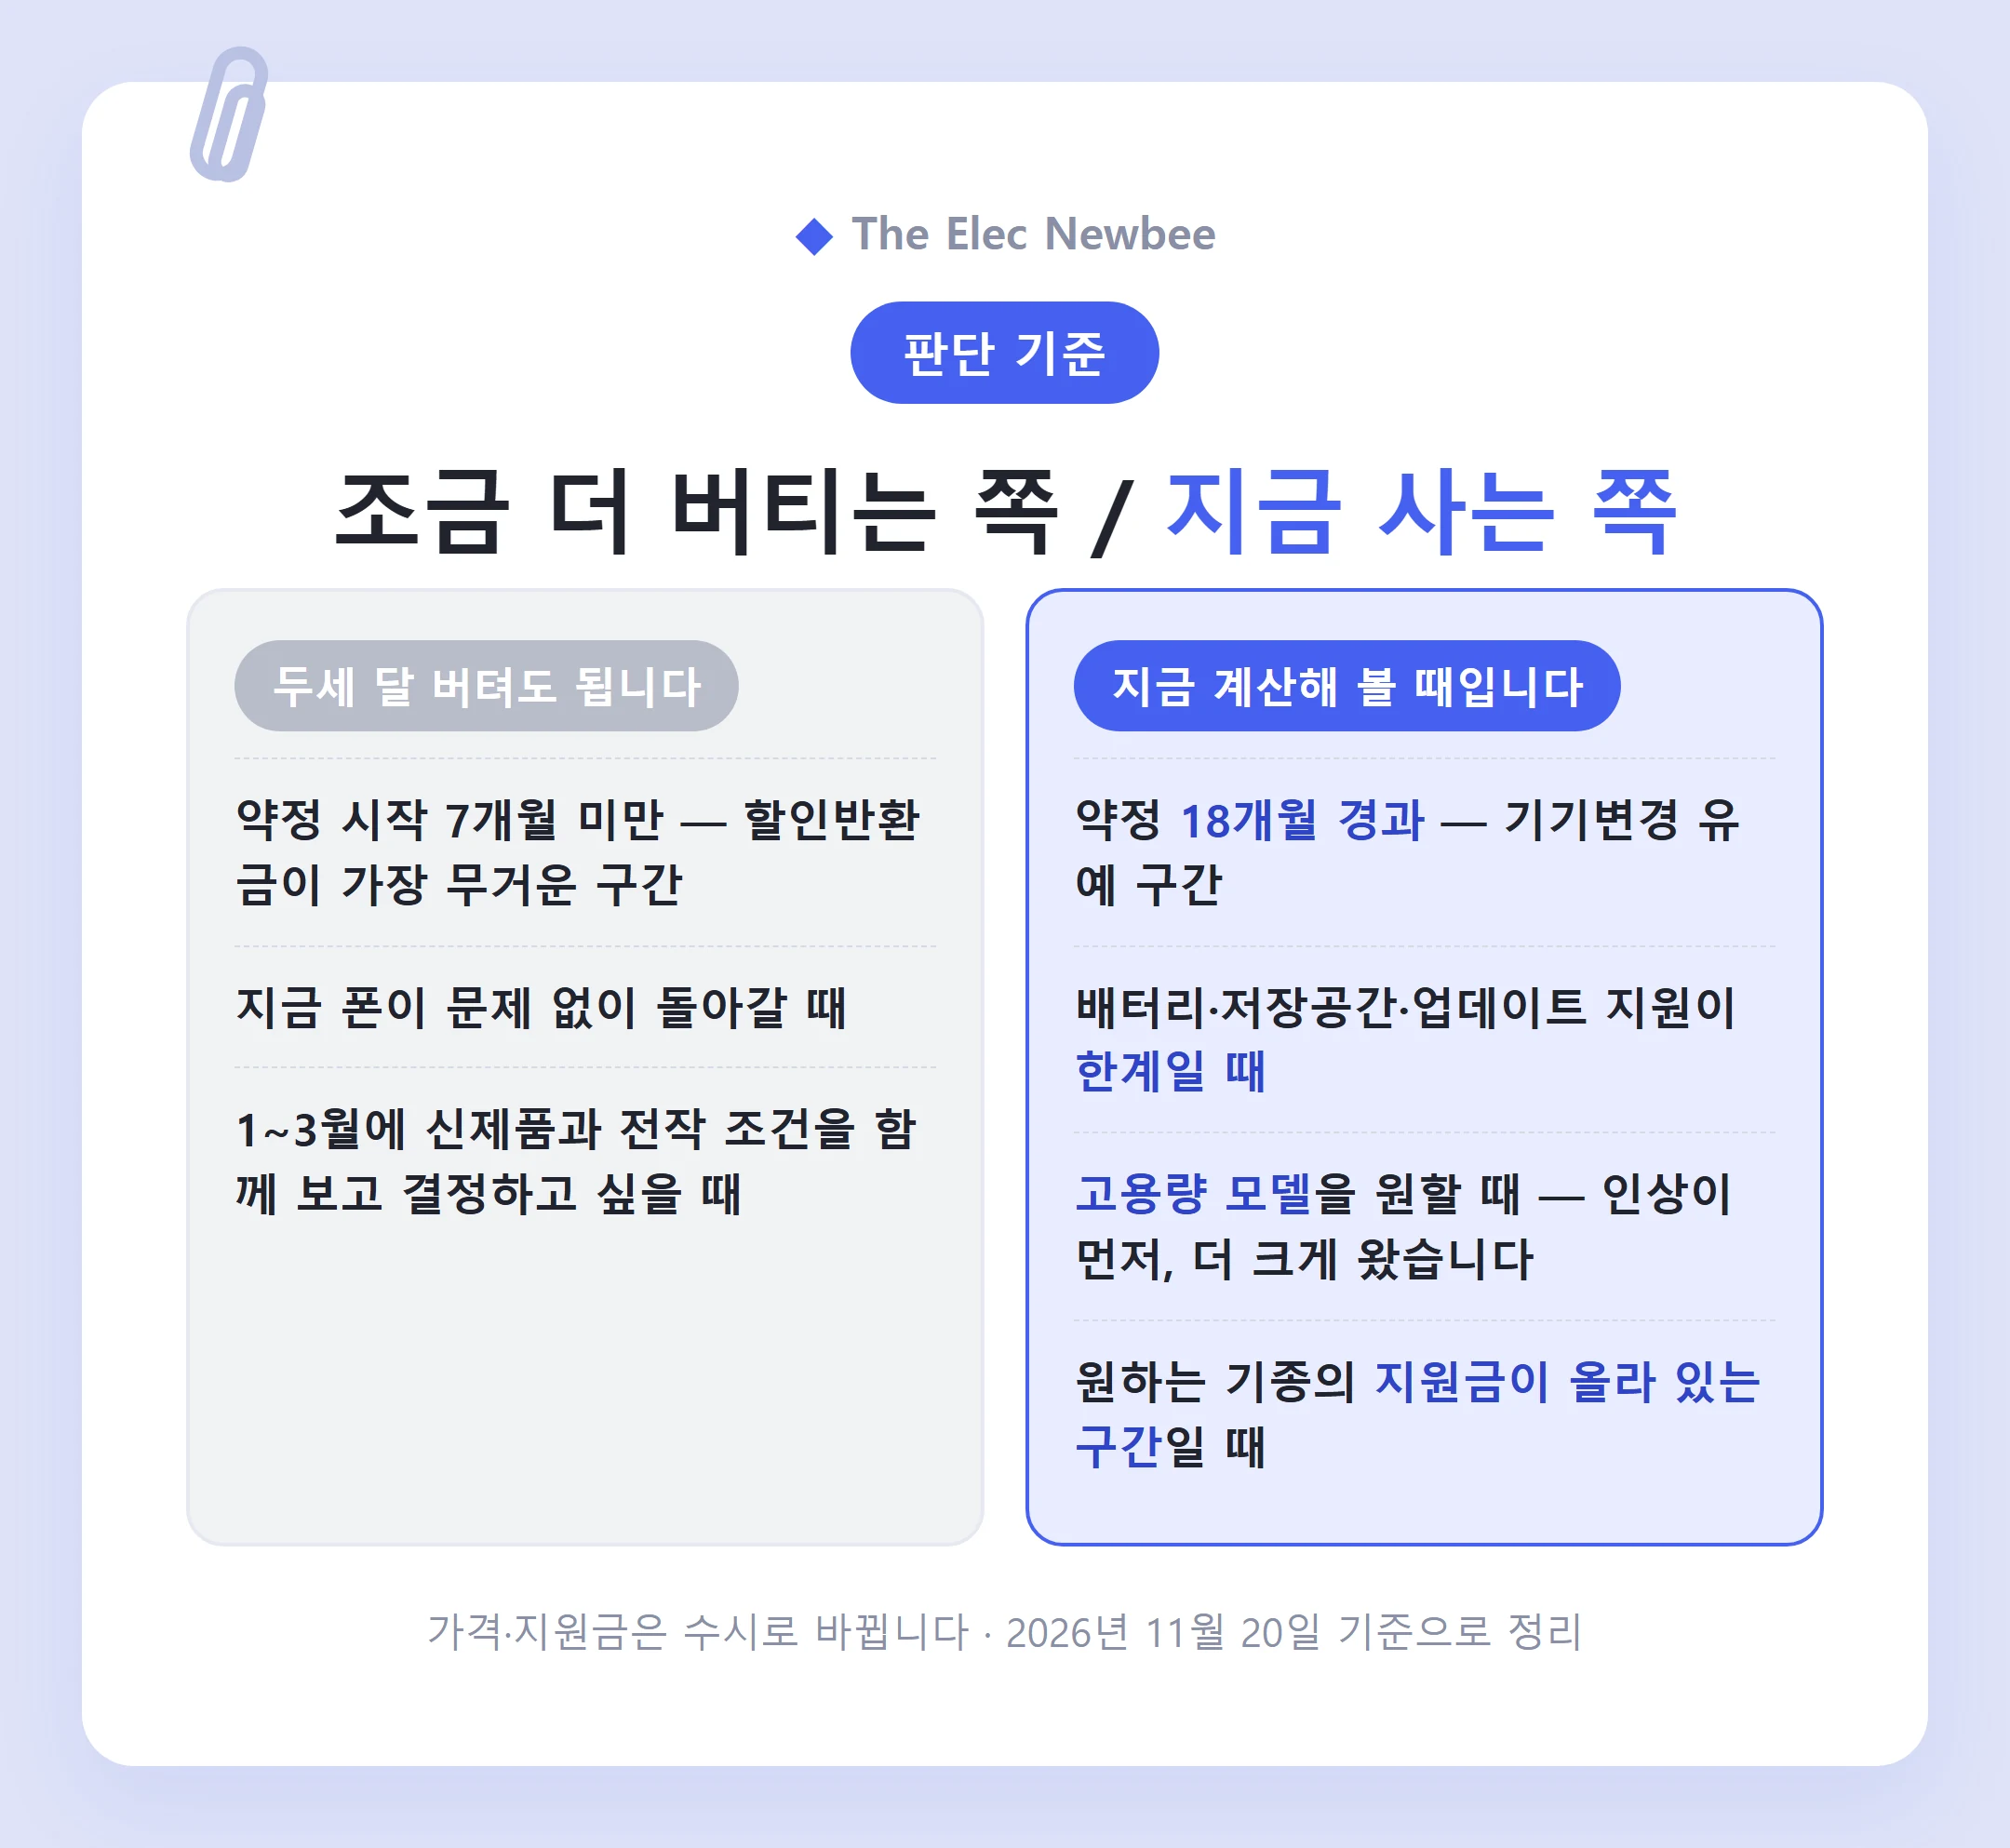 The Elec Newbee
판단 기준
조금 더 버티는 쪽 / 지금 사는 쪽
두세 달 버텨도 됩니다
약정 시작 7개월 미만 — 할인반환
금이 가장 무거운 구간
지금 폰이 문제 없이 돌아갈 때
1~3월에 신제품과 전작 조건을 함
께 보고 결정하고 싶을 때
지금 계산해 볼 때입니다
약정 18개월 경과 — 기기변경 유
예 구간
배터리·저장공간·업데이트 지원이
한계일 때
고용량 모델을 원할 때 — 인상이
먼저, 더 크게 왔습니다
원하는 기종의 지원금이 올라 있는
구간일 때
가격·지원금은 수시로 바뀝니다 · 2026년 11월 20일 기준으로 정리